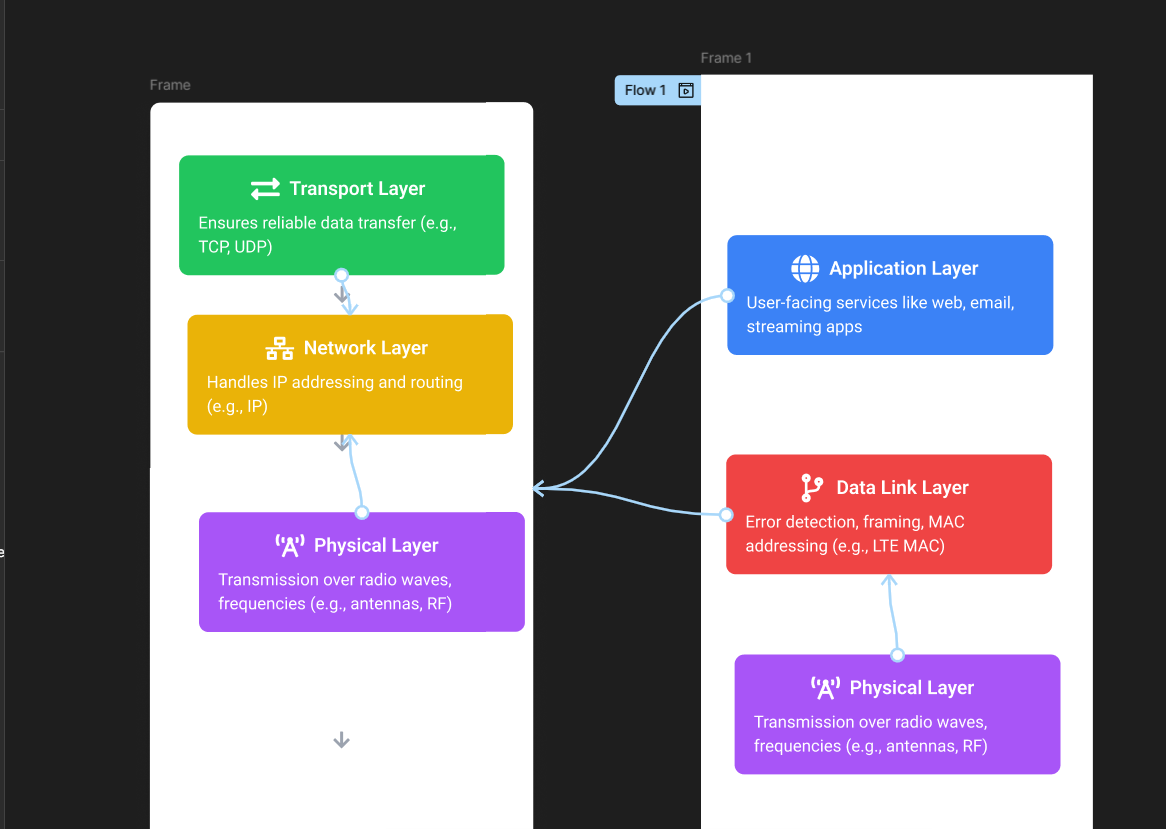 Frame
Transport Layer
Ensures reliable data transfer (e.g.,
TCP, UDP)
Network Layer
Handles IP addressing and routing
(e.g., IP)
Physical Layer
Transmission over radio waves,
frequencies (e.g., antennas, RF)
Frame 1
Flow 1
Application Layer
User-facing services like web, email,
streaming apps
Data Link Layer
Error detection, framing, MAC
addressing (e.g., LTE MAC)
Physical Layer
Transmission over radio waves,
frequencies (e.g., antennas, RF)